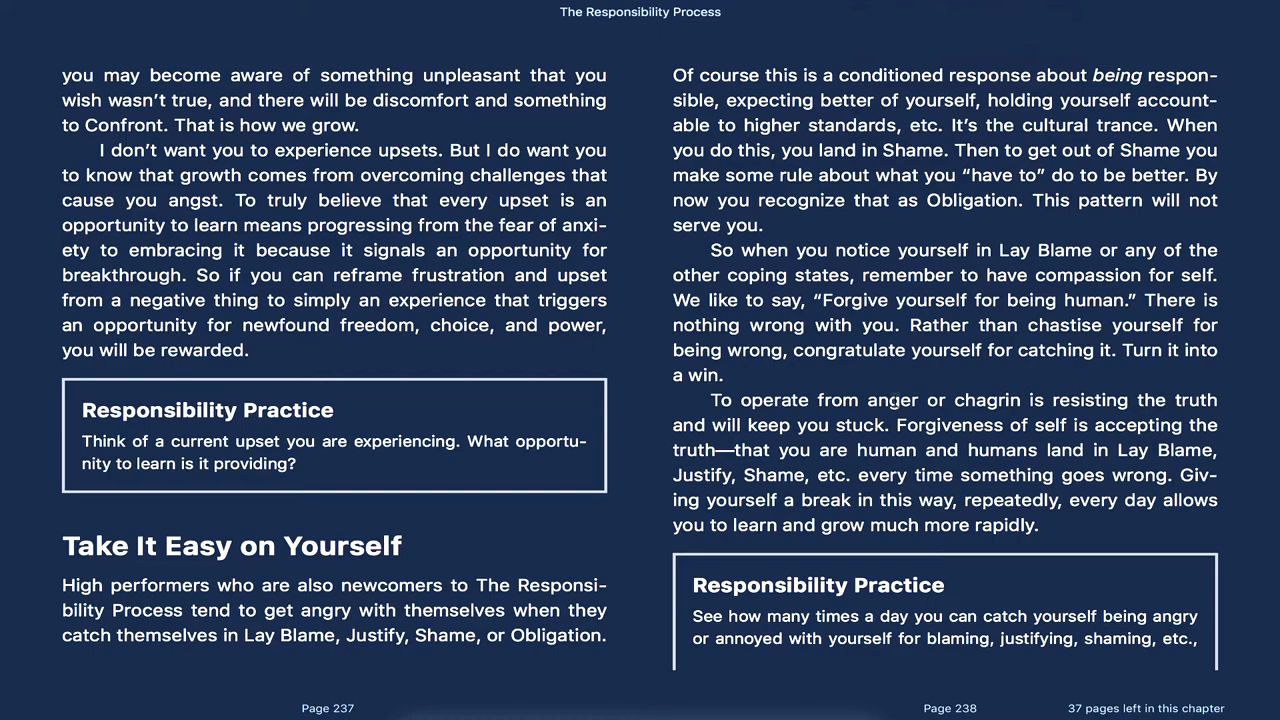 The Responsibility Process
you may become aware of something unpleasant that you
wish wasn’t true, and there will be discomfort and something
to Confront. That is how we grow.
I don’t want you to experience upsets. But I do want you
to know that growth comes from overcoming challenges that
cause you angst. To truly believe that every upset is an
opportunity to learn means progressing from the fear of anxi-
ety to embracing it because it signals an opportunity for
breakthrough. So if you can reframe frustration and upset
from a negative thing to simply an experience that triggers
an opportunity for newfound freedom, choice, and power,
you will be rewarded.
Responsibility Practice
Think of a current upset you are experiencing. What opportu-
nity to learn is it providing?
Take It Easy on Yourself
High performers who are also newcomers to The Responsi-
bility Process tend to get angry with themselves when they
catch themselves in Lay Blame, Justify, Shame, or Obligation.
Page 237
Of course this is a conditioned response about being respon-
sible, expecting better of yourself, holding yourself account-
able to higher standards, etc. It’s the cultural trance. When
you do this, you land in Shame. Then to get out of Shame you
make some rule about what you “have to” do to be better. By
now you recognize that as Obligation. This pattern will not
serve you.
So when you notice yourself in Lay Blame or any of the
other coping states, remember to have compassion for self.
We like to say, “Forgive yourself for being human.” There is
nothing wrong with you. Rather than chastise yourself for
being wrong, congratulate yourself for catching it. Turn it into
a win.
To operate from anger or chagrin is resisting the truth
and will keep you stuck. Forgiveness of self is accepting the
truth—that you are human and humans land in Lay Blame,
Justify, Shame, etc. every time something goes wrong. Giv-
ing yourself a break in this way, repeatedly, every day allows
you to learn and grow much more rapidly.
Responsibility Practice
See how many times a day you can catch yourself being angry
or annoyed with yourself for blaming, justifying, shaming, etc.,
Page 238
37 pages left in this chapter